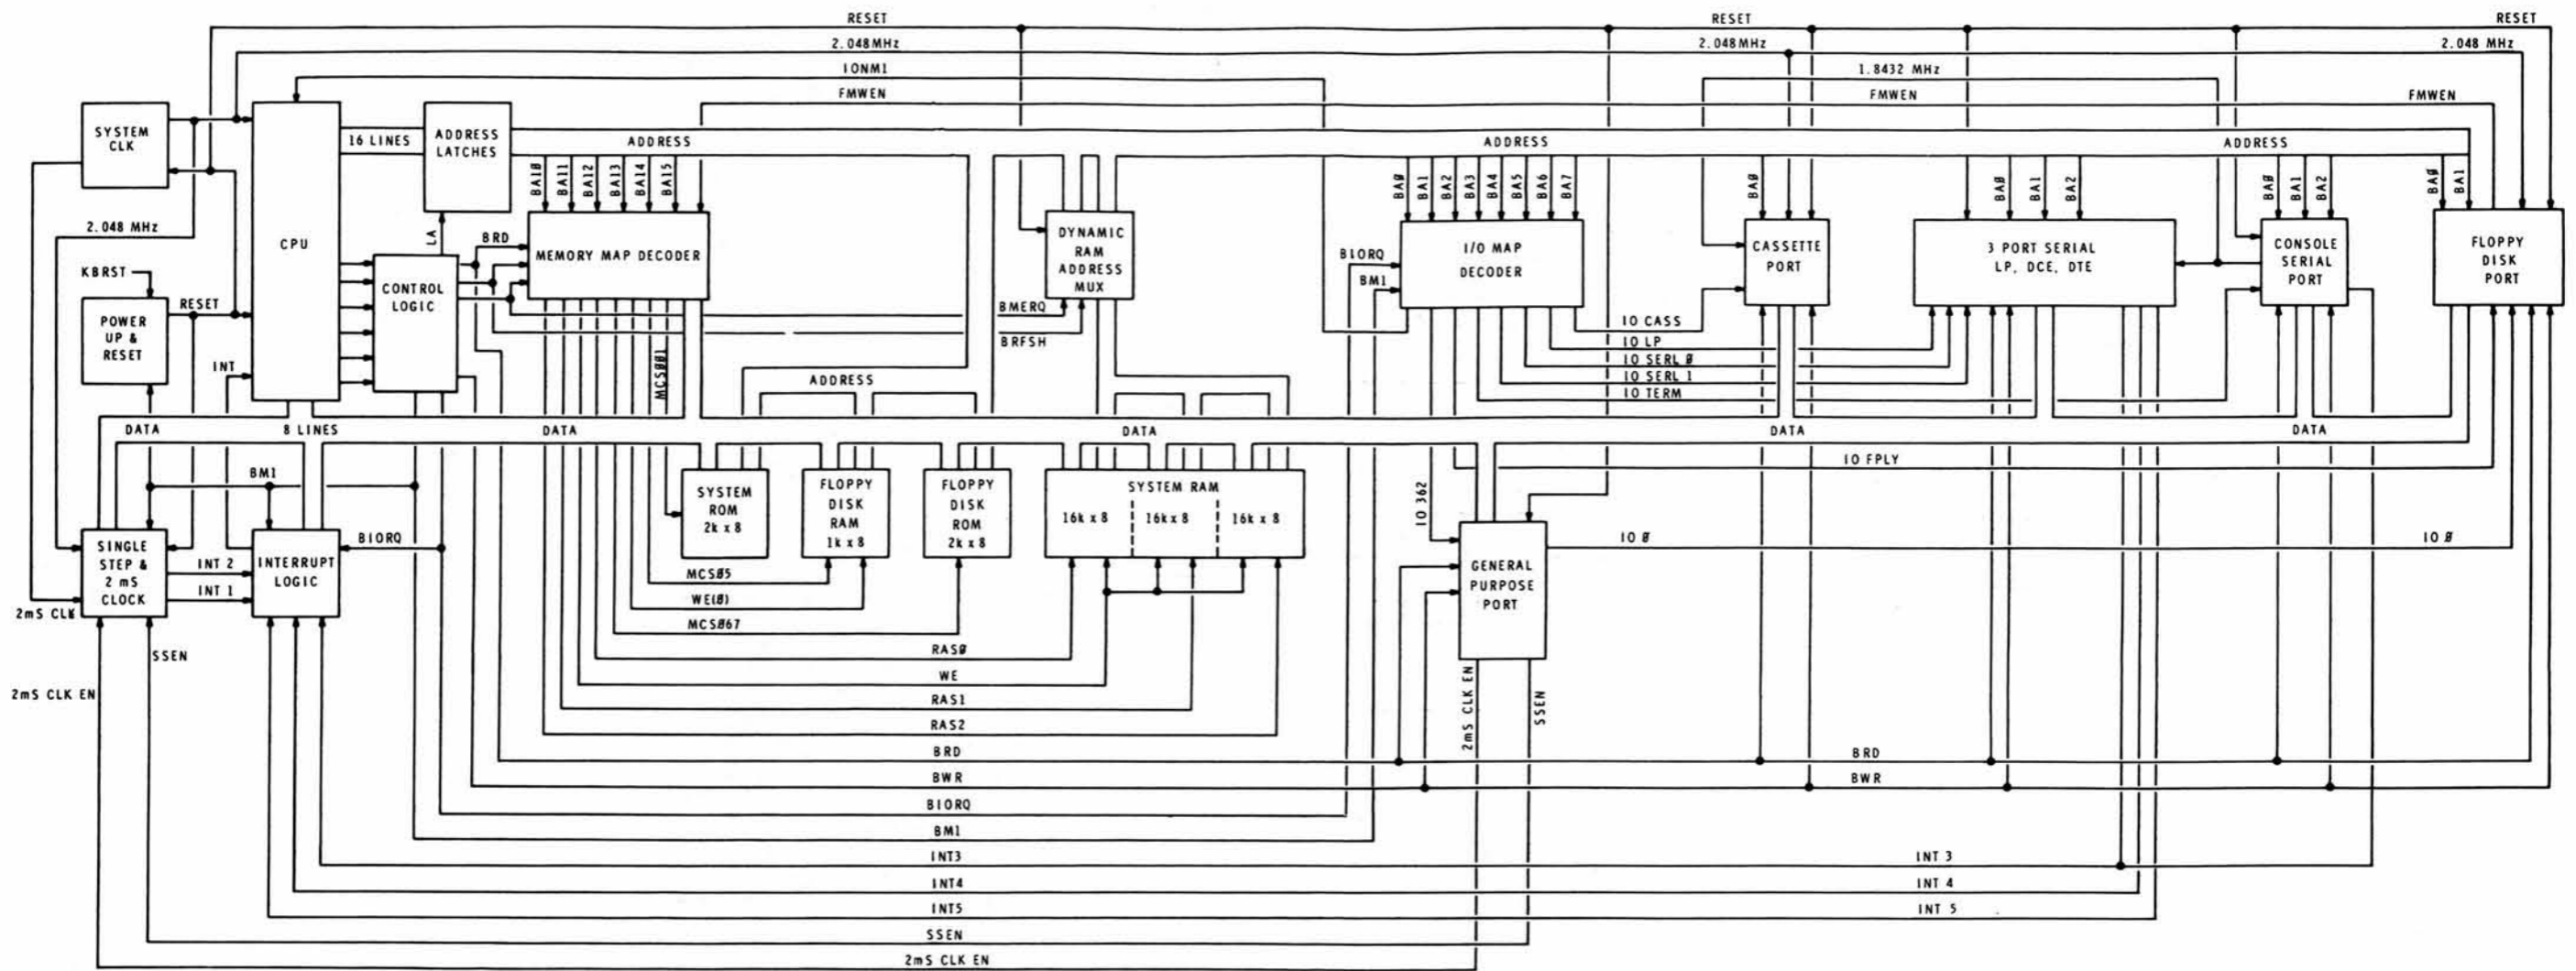 RESET
RESET
RESET
2.048MHz
2.048MHz
2.048 MHz
IONMI
1.8432 MHz
FMWEN
FMWEN
FMWEN
SYSTEM
CLK
CPU
16 LINES
ADDRESS
LATCHES
ADDRESS
ADDRESS
ADDRESS
BA10
BA11
BA12
BA13
BA14
BA15
BAØ
BA1
BA2
BA3
BA4
BA5
BA6
BA7
BAØ
BAØ
BA1
BA2
BAØ
BA1
BA2
BAØ
BA1
2.048 MHz
LA
BRD
MEMORY MAP DECODER
DYNAMIC
RAM
ADDRESS
MUX
BIORQ
BM1
I/O MAP
DECODER
CASSETTE
PORT
3 PORT SERIAL
LP, DCE, DTE
CONSOLE
SERIAL
PORT
FLOPPY
DISK
PORT
KBRST
RESET
POWER
UP &
RESET
CONTROL
LOGIC
BMERQ
BRFSH
IO CASS
IO LP
IO SERL Ø
IO SERL 1
IO TERM
INT
MCSØØ1
ADDRESS
DATA
8 LINES
DATA
DATA
DATA
DATA
BM1
IO FPLY
SYSTEM
ROM
2k x 8
FLOPPY
DISK
RAM
1k x 8
FLOPPY
DISK
ROM
2k x 8
SYSTEM RAM
16k x 8
16k x 8
16k x 8
IO 362
SINGLE
STEP &
2 mS
CLOCK
INT 2
INT 1
INTERRUPT
LOGIC
BIORQ
GENERAL
PURPOSE
PORT
IO Ø
IO Ø
2mS CLK
MCSØ5
WE(Ø)
MCSØ67
RASØ
WE
RAS1
RAS2
SSEN
2mS CLK EN
2mS CLK EN
SSEN
BRD
BRD
BWR
BWR
BIORQ
BM1
INT3
INT 3
INT4
INT 4
INT5
INT 5
SSEN
2mS CLK EN